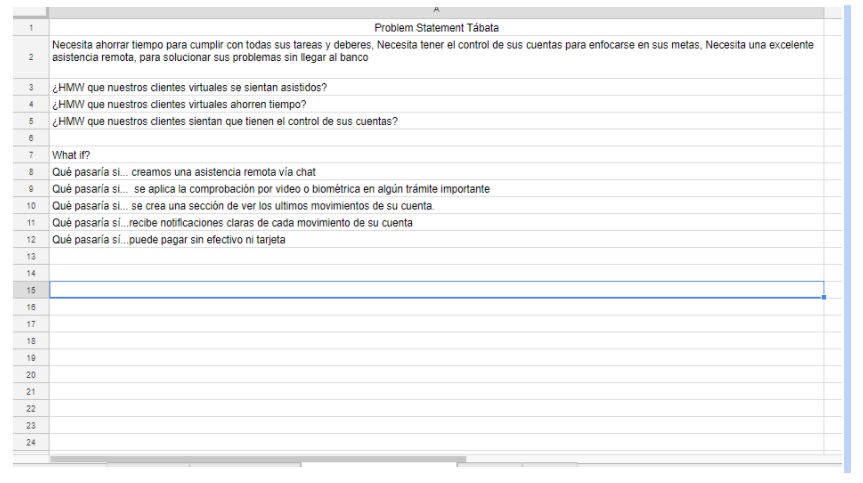 A
1 Problem Statement Tábata
2 Necesita ahorrar tiempo para cumplir con todas sus tareas y deberes, Necesita tener el control de sus cuentas para enfocarse en sus metas, Necesita una excelente
asistencia remota, para solucionar sus problemas sin llegar al banco
3 ¿HMW que nuestros clientes virtuales se sientan asistidos?
4 ¿HMW que nuestros clientes virtuales ahorren tiempo?
5 ¿HMW que nuestros clientes sientan que tienen el control de sus cuentas?
6
7 What if?
8 Qué pasaría si... creamos una asistencia remota vía chat
9 Qué pasaría si... se aplica la comprobación por video o biométrica en algún trámite importante
10 Qué pasaría si... se crea una sección de ver los ultimos movimientos de su cuenta.
11 Qué pasaría sí...recibe notificaciones claras de cada movimiento de su cuenta
12 Qué pasaría sí...puede pagar sin efectivo ni tarjeta
13
14
15
16
17
18
19
20
21
22
23
24